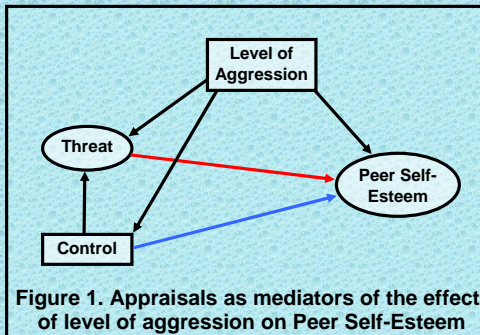 Level of
Aggression
Threat
Peer Self-
Esteem
Control
Figure 1. Appraisals as mediators of the effect
of level of aggression on Peer Self-Esteem